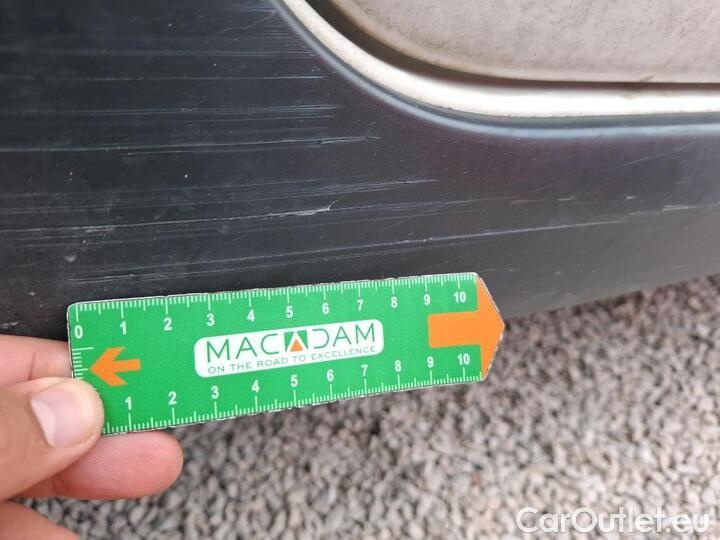 0 1 2 3 4 5 6 7 8 9 10
MACADAM
ON THE ROAD TO EXCELLENCE
1 2 3 4 5 6 7 8 9 10
CarOutlet.eu